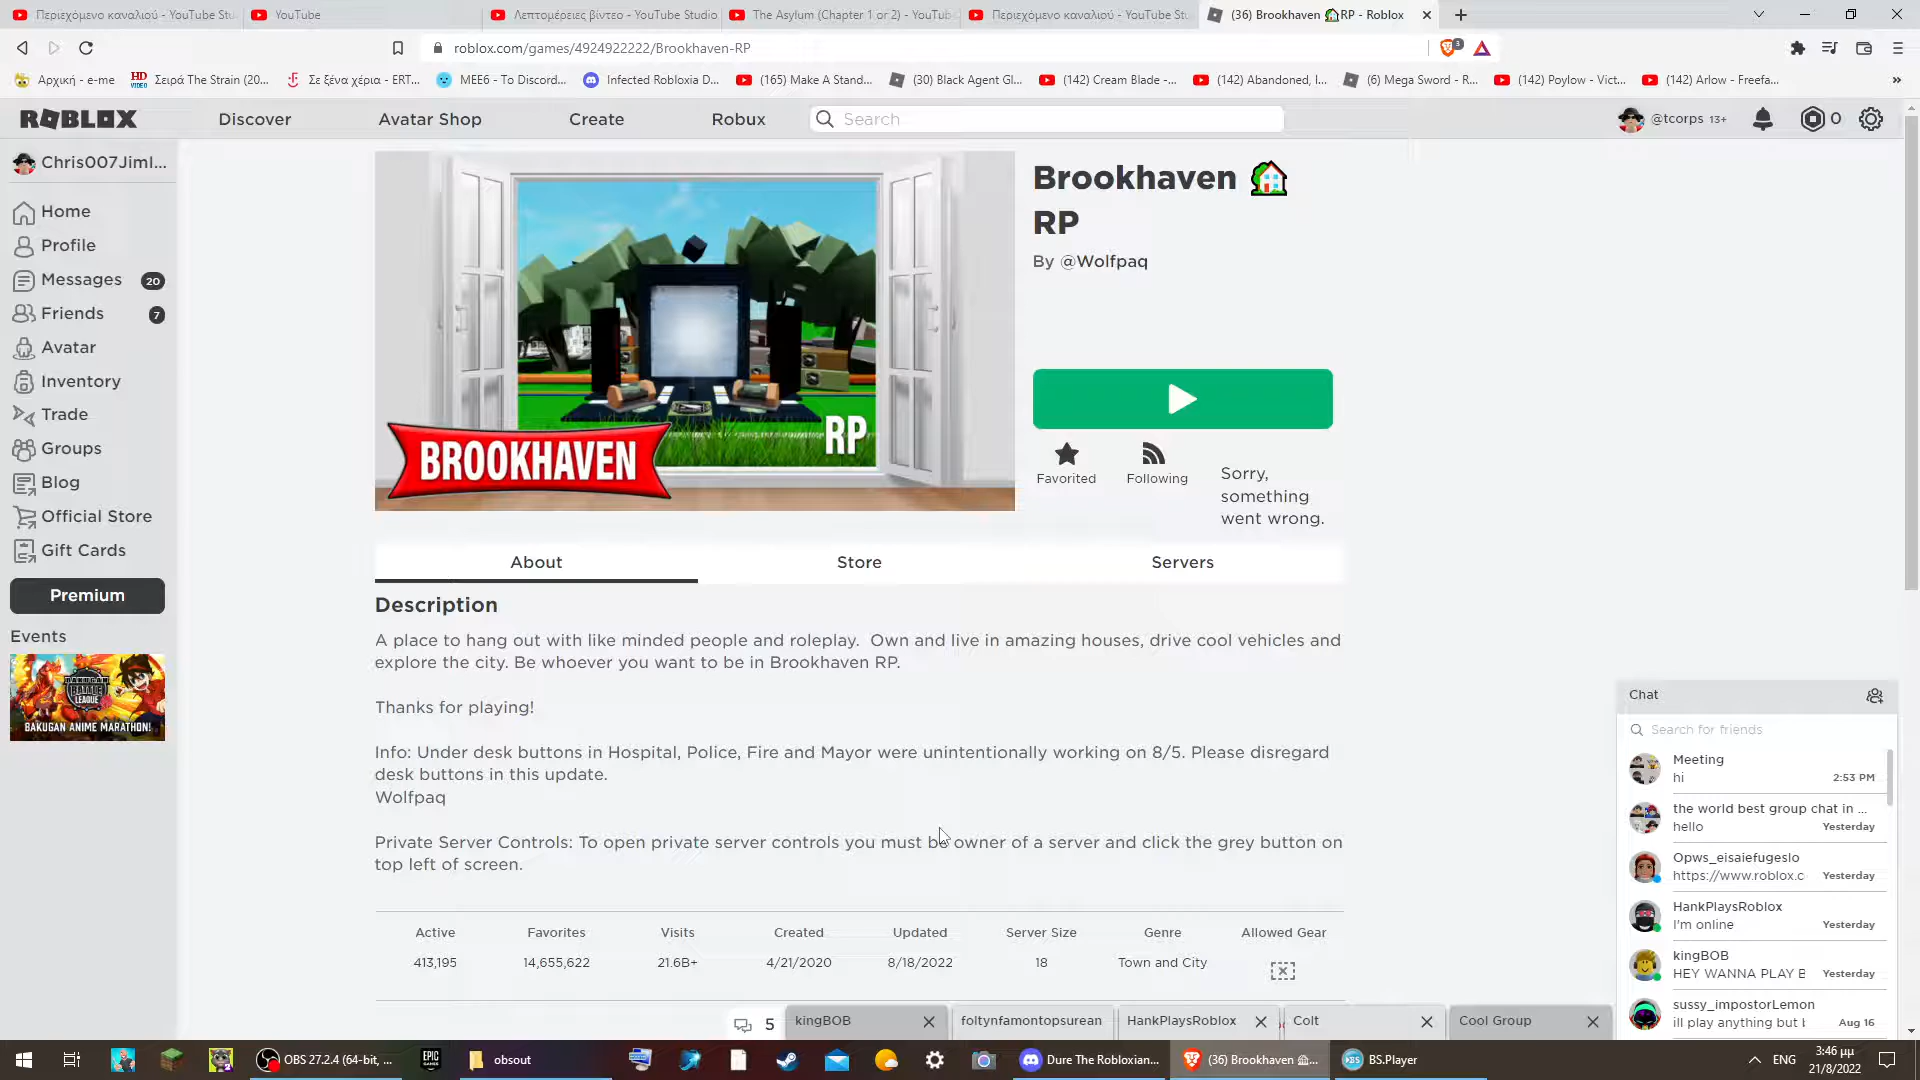 Περιεχόμενο καναλιού - YouTube Stu
YouTube
Λεπτομέρειες βίντεο - YouTube Studio
The Asylum (Chapter 1 or 2) - YouTub
Περιεχόμενο καναλιού - YouTube Stu
(36) Brookhaven 🏡RP - Roblox
roblox.com/games/4924922222/Brookhaven-RP
3
Αρχική - e-me
HD VIDEO
Σειρά The Strain (20...
Σε ξένα χέρια - ERT...
MEE6 - To Discord...
Infected Robloxia D...
(165) Make A Stand...
(30) Black Agent Gl...
(142) Cream Blade -...
(142) Abandoned, I...
(6) Mega Sword - R...
(142) Poylow - Vict...
(142) Arlow - Freefa...
»
ROBLOX
Discover
Avatar Shop
Create
Robux
Search
@tcorps 13+
0
Chris007Jiml...
Home
Profile
Messages 20
Friends 7
Avatar
Inventory
Trade
Groups
Blog
Official Store
Gift Cards
Premium
Events
BAKUGAN
BATTLE
LEAGUE
BAKUGAN ANIME MARATHON!
BROOKHAVEN
RP
Brookhaven 🏡
RP
By @Wolfpaq
Favorited
Following
Sorry,
something
went wrong.
About
Store
Servers
Description
A place to hang out with like minded people and roleplay.  Own and live in amazing houses, drive cool vehicles and
explore the city. Be whoever you want to be in Brookhaven RP.
Thanks for playing!
Info: Under desk buttons in Hospital, Police, Fire and Mayor were unintentionally working on 8/5. Please disregard
desk buttons in this update.
Wolfpaq
Private Server Controls: To open private server controls you must be owner of a server and click the grey button on
top left of screen.
Active Favorites Visits Created Updated Server Size Genre Allowed Gear
413,195 14,655,622 21.6B+ 4/21/2020 8/18/2022 18 Town and City
Chat
Search for friends
Meeting
hi 2:53 PM
the world best group chat in ...
hello Yesterday
Opws_eisaiefugeslo
https://www.roblox.c Yesterday
HankPlaysRoblox
I'm online Yesterday
kingBOB
HEY WANNA PLAY B Yesterday
sussy_impostorLemon
ill play anything but Aug 16
5
kingBOB
foltynfamontopsurean
HankPlaysRoblox
Colt
Cool Group
OBS 27.2.4 (64-bit, ...
EPIC GAMES
obsout
Dure The Robloxian...
(36) Brookhaven 🏡...
BS.Player
ENG
3:46 μμ
21/8/2022